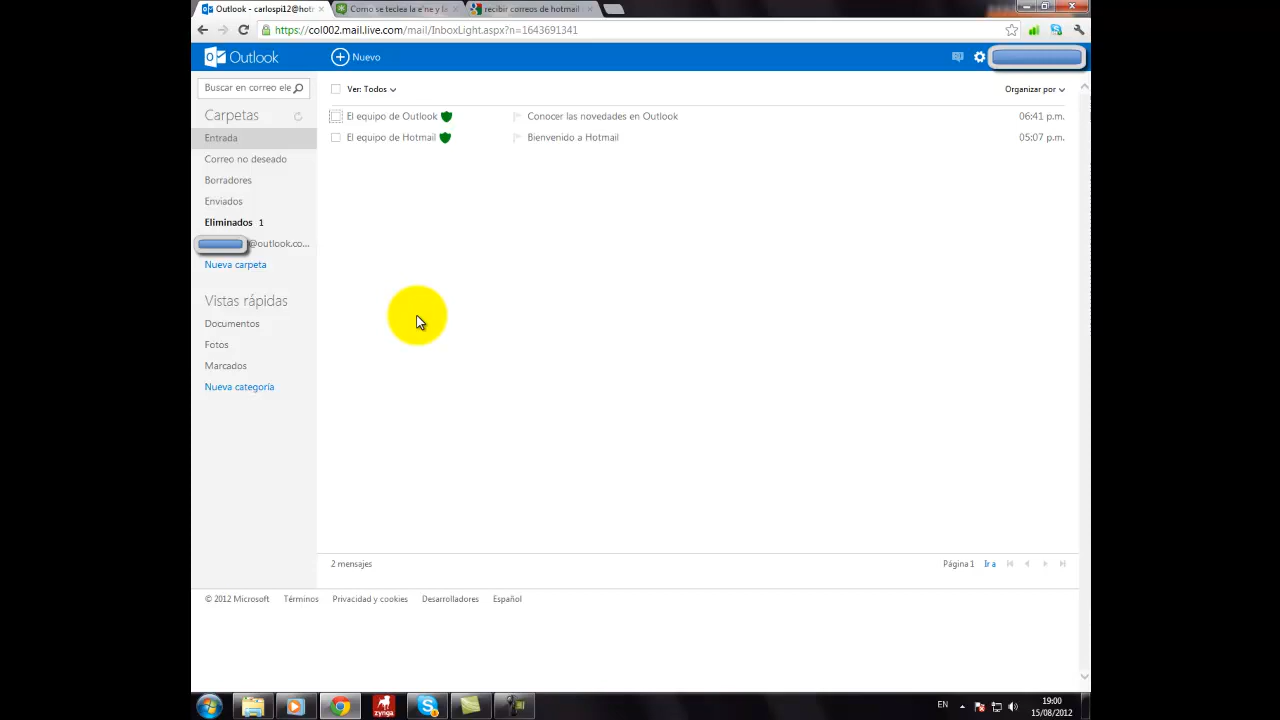 Outlook - carlospi12@hotr
Como se teclea la e ne y la
recibir correos de hotmail
https://col002.mail.live.com/mail/InboxLight.aspx?n=1643691341
Outlook
Nuevo
Buscar en correo ele
Ver: Todos
Organizar por
Carpetas
El equipo de Outlook
Conocer las novedades en Outlook
06:41 p.m.
Entrada
El equipo de Hotmail
Bienvenido a Hotmail
05:07 p.m.
Correo no deseado
Borradores
Enviados
Eliminados 1
@outlook.co...
Nueva carpeta
Vistas rápidas
Documentos
Fotos
Marcados
Nueva categoría
2 mensajes
Página 1
Ir a
© 2012 Microsoft
Términos
Privacidad y cookies
Desarrolladores
Español
zynga
EN
19:00
15/08/2012